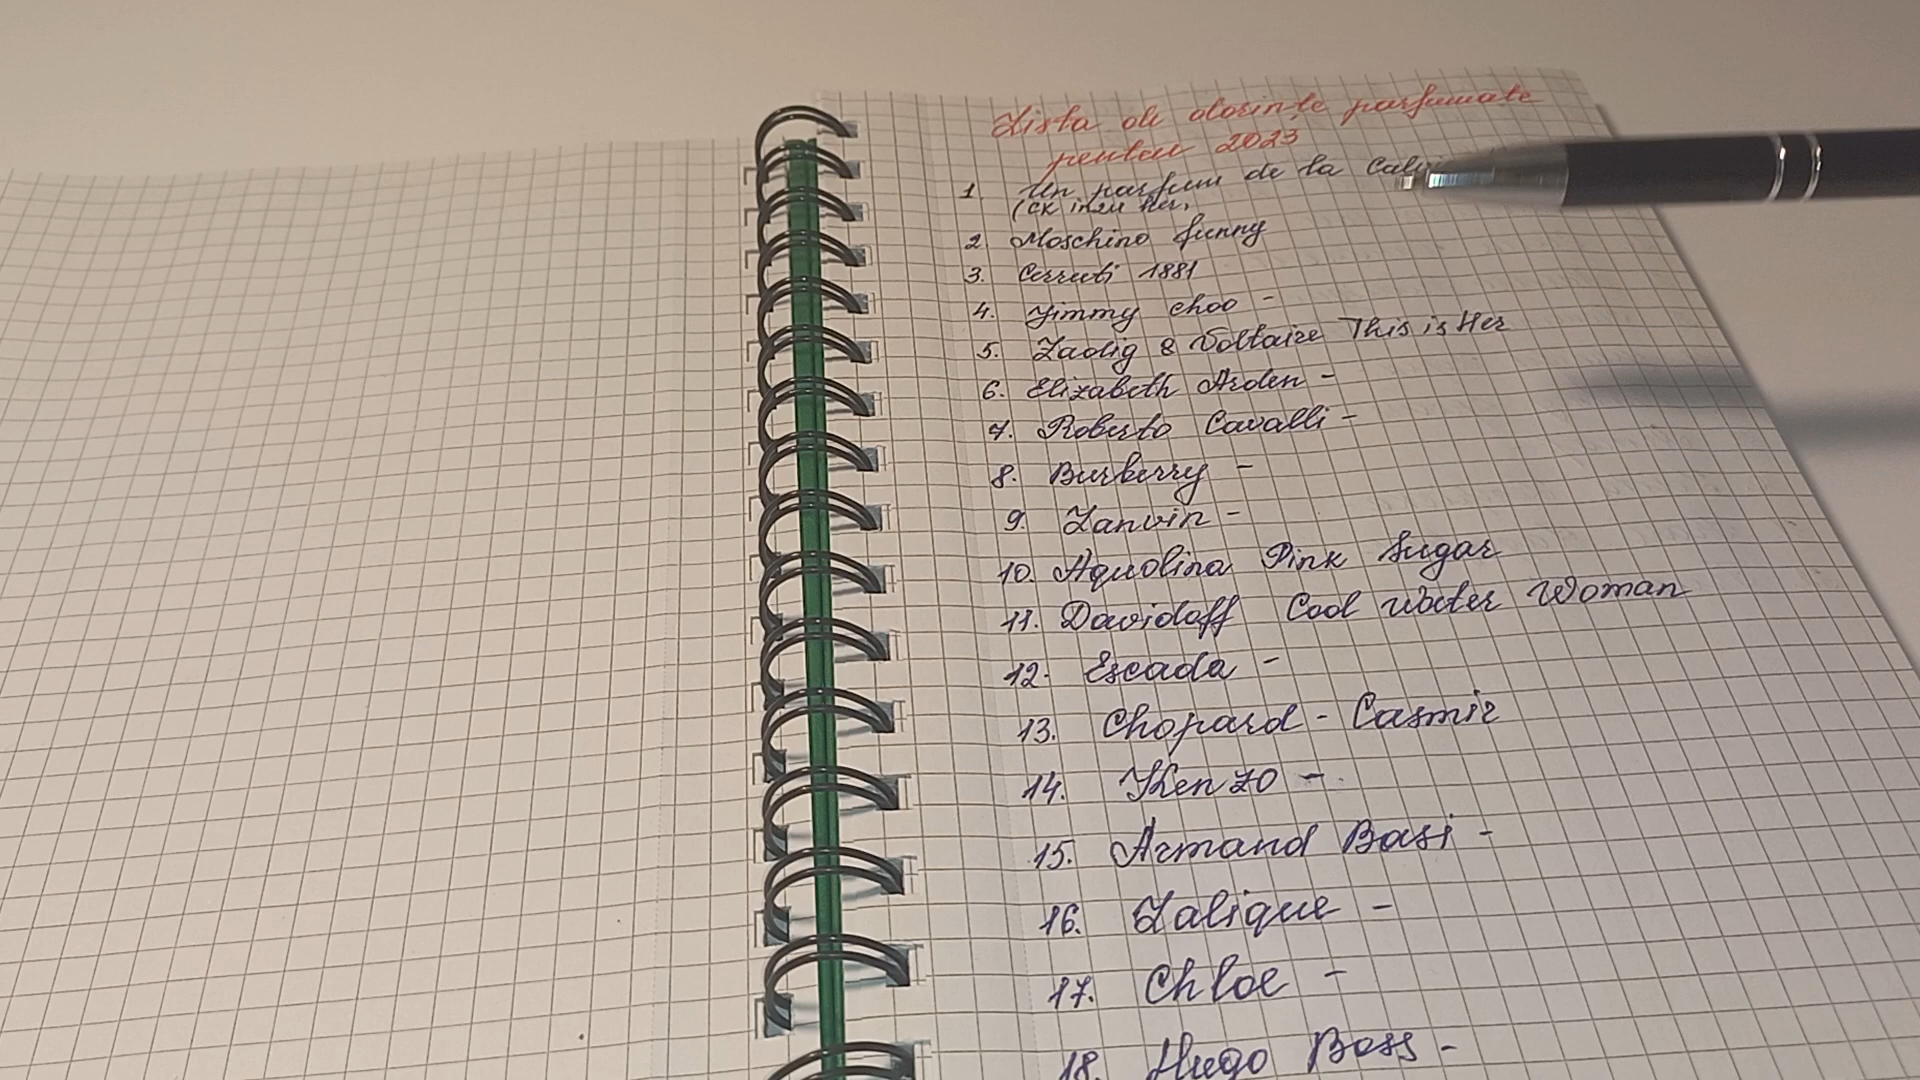 Lista de dorințe parfumate
pentru 2023
1. Un parfum de la
(CK in2u her,
2. Moschino funny
3. Cerruti 1881
4. Jimmy choo -
5. Zadig & Voltaire This is Her
6. Elizabeth Arden -
7. Roberto Cavalli -
8. Burberry -
9. Lanvin -
10. Aquolina Pink Sugar
11. Davidoff Cool Water Woman
12. Escada -
13. Chopard - Casmir
14. Kenzo -
15. Armand Basi -
16. Lalique -
17. Chloe -
18. Hugo Boss -